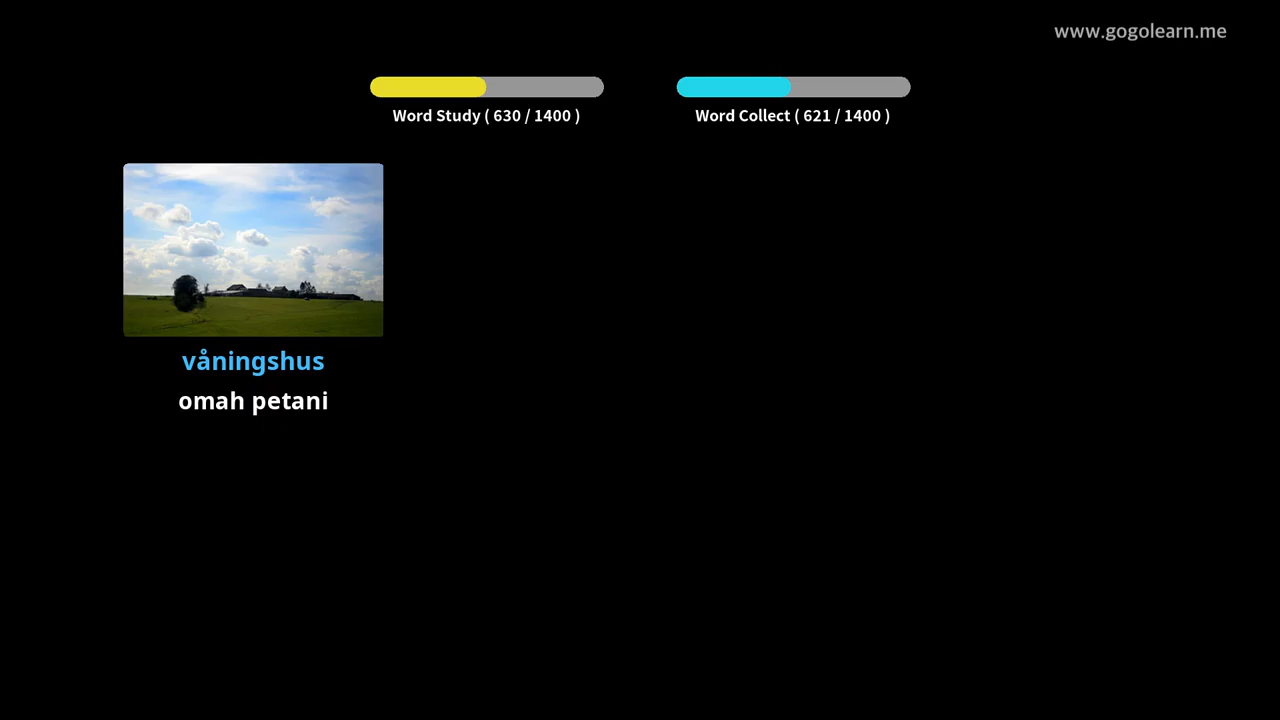 www.gogolearn.me
Word Study ( 630 / 1400 )
Word Collect ( 621 / 1400 )
våningshus
omah petani